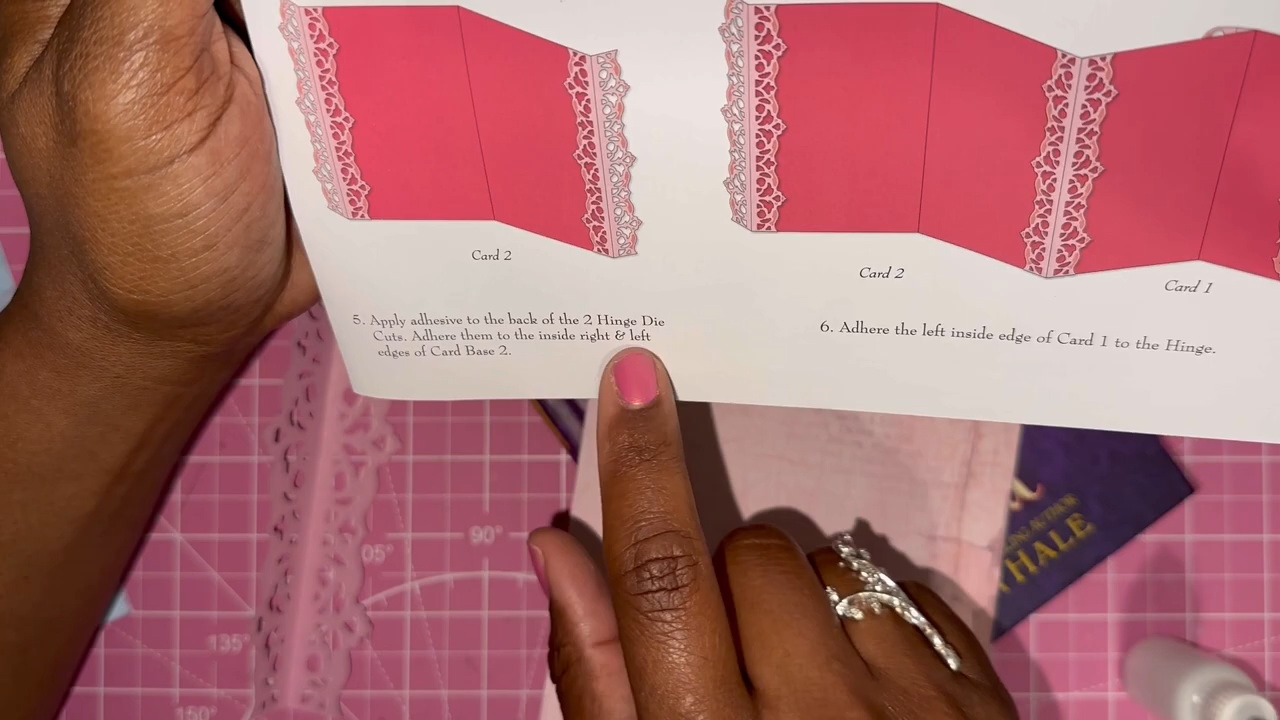 Card 2
Card 2
Card 1
5. Apply adhesive to the back of the 2 Hinge Die
Cuts. Adhere them to the inside right & left
edges of Card Base 2.
6. Adhere the left inside edge of Card 1 to the Hinge.
90°
135°
150°